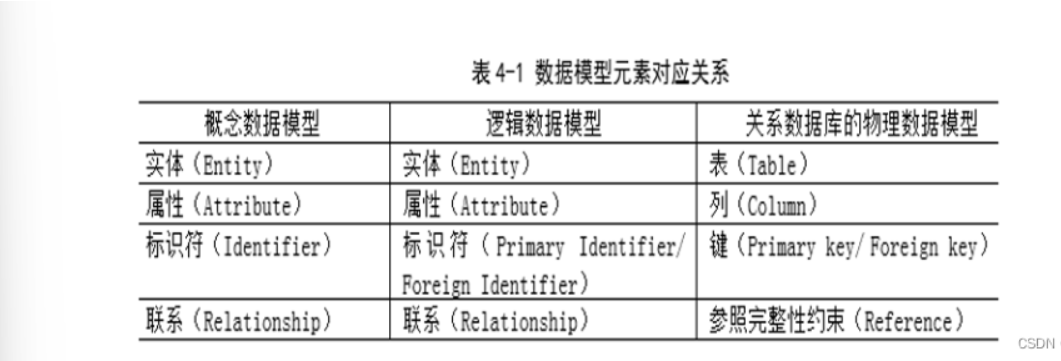 表 4-1 数据模型元素对应关系
概念数据模型 逻辑数据模型 关系数据库的物理数据模型
实体（Entity） 实体（Entity） 表（Table）
属性（Attribute） 属性（Attribute） 列（Column）
标识符（Identifier） 标识符（Primary Identifier/ 键（Primary key/Foreign key）
Foreign Identifier）
联系（Relationship） 联系（Relationship） 参照完整性约束（Reference）
CSDN